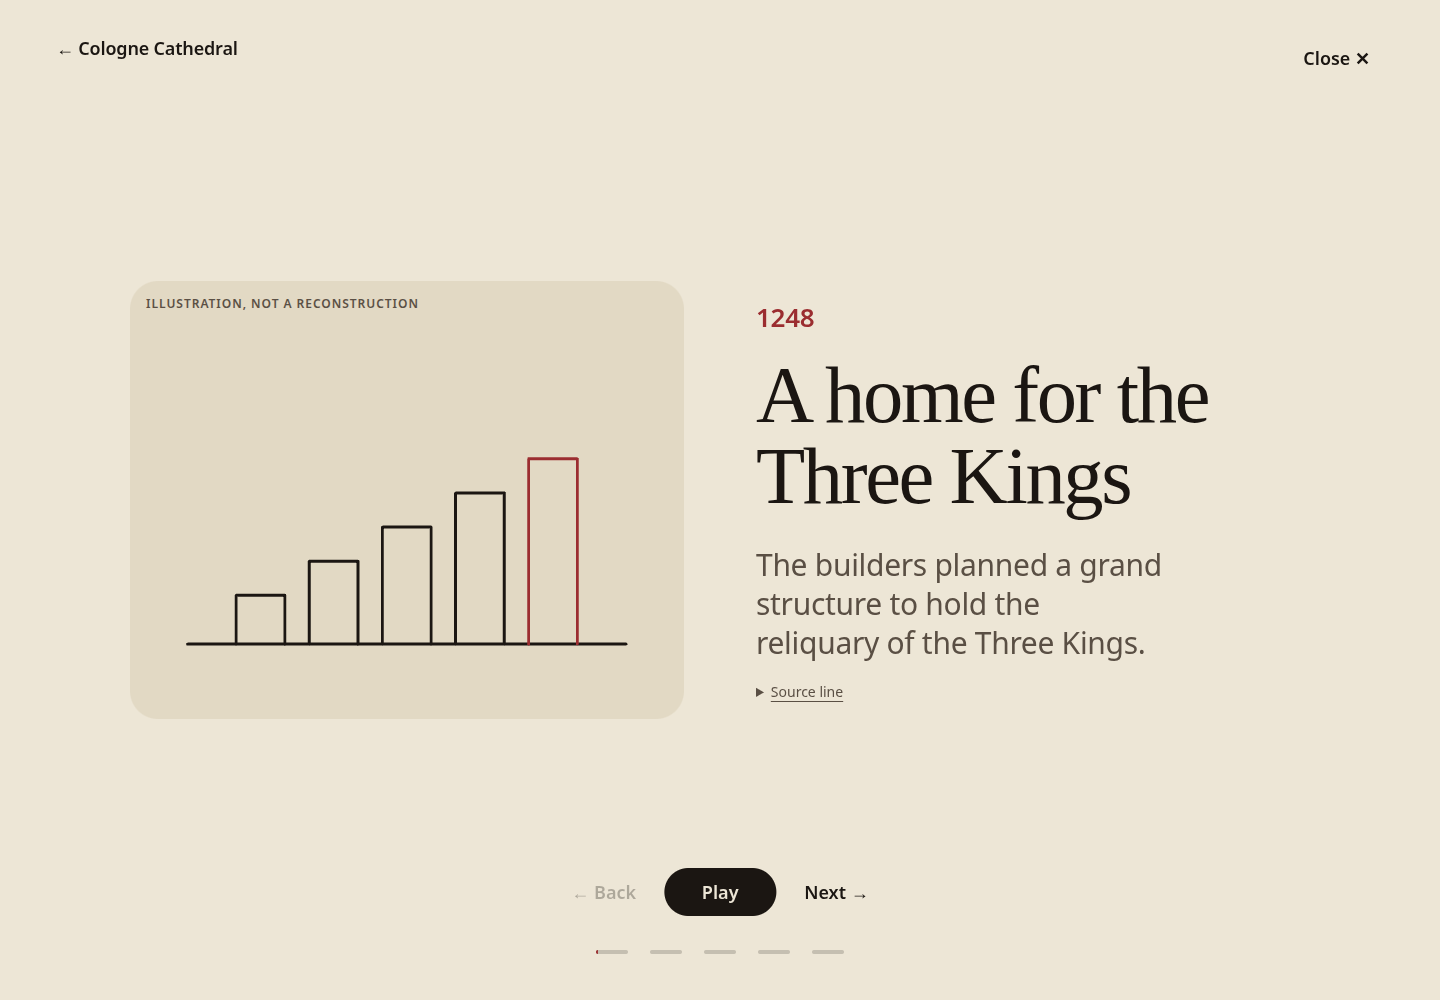 ← Cologne Cathedral
Close ✕
ILLUSTRATION, NOT A RECONSTRUCTION
1248
A home for the
Three Kings
The builders planned a grand
structure to hold the
reliquary of the Three Kings.
▶ Source line
← Back
Play
Next →